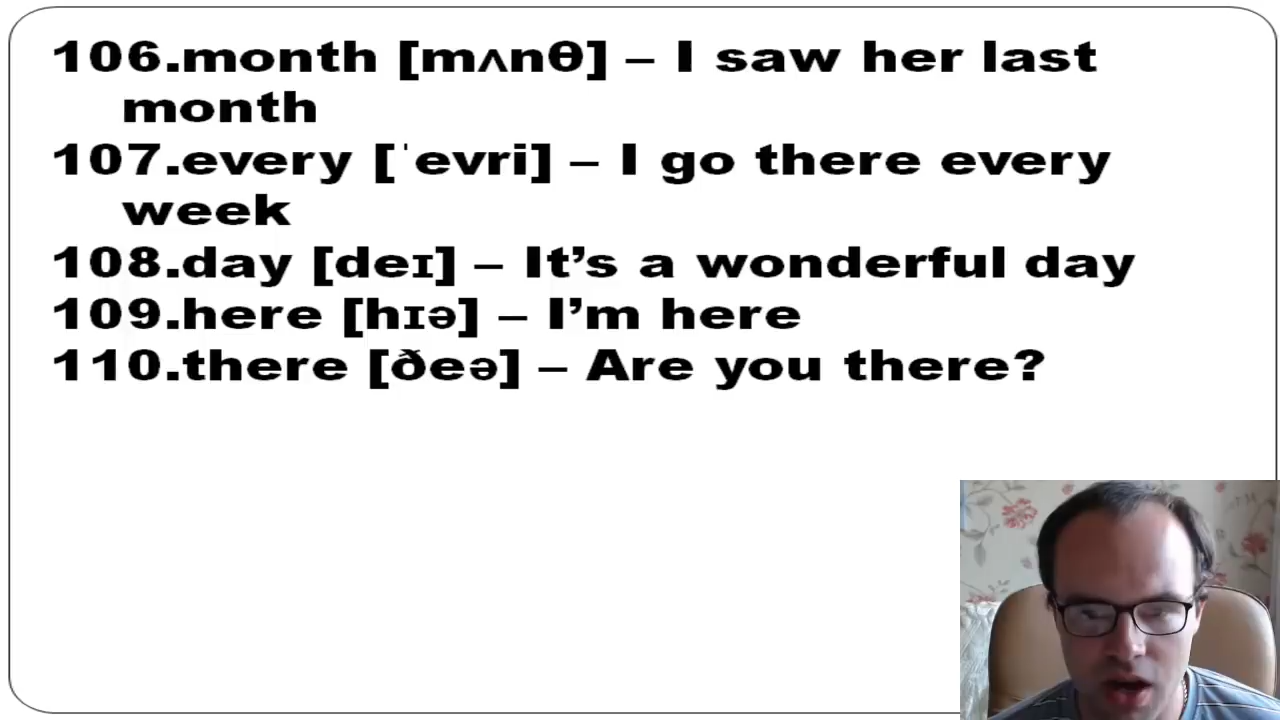 106.month [mʌnθ] – I saw her last
month
107.every [ˈevri] – I go there every
week
108.day [deɪ] – It’s a wonderful day
109.here [hɪə] – I’m here
110.there [ðeə] – Are you there?